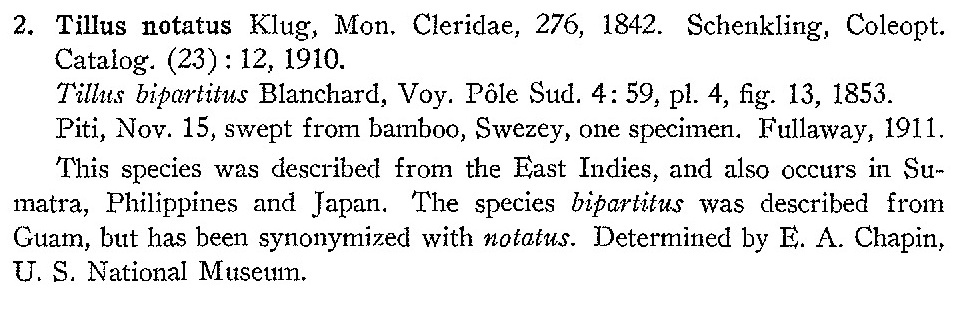 2. Tillus notatus Klug, Mon. Cleridae, 276, 1842. Schenkling, Coleopt.
Catalog. (23) : 12, 1910.
Tillus bipartitus Blanchard, Voy. Pôle Sud. 4: 59, pl. 4, fig. 13, 1853.
Piti, Nov. 15, swept from bamboo, Swezey, one specimen. Fullaway, 1911.
This species was described from the East Indies, and also occurs in Su-
matra, Philippines and Japan. The species bipartitus was described from
Guam, but has been synonymized with notatus. Determined by E. A. Chapin,
U. S. National Museum.